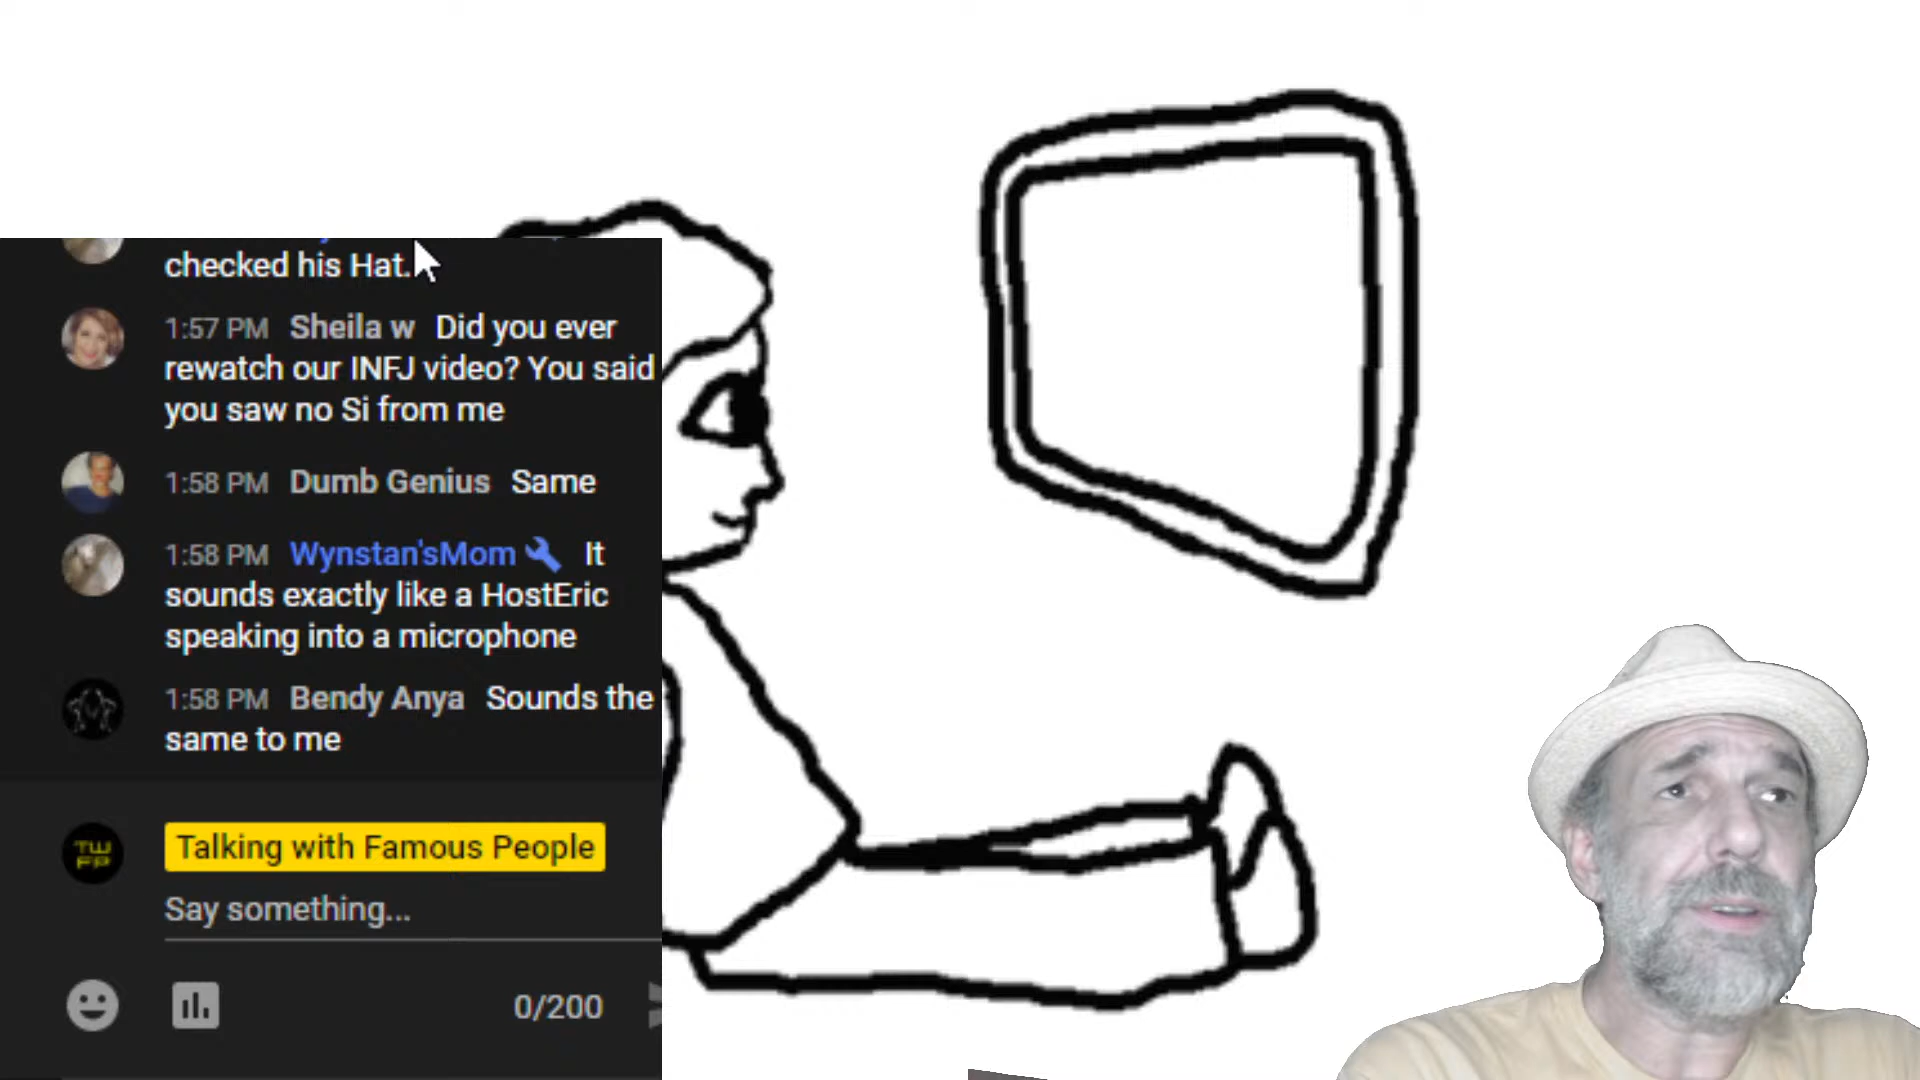 checked his Hat.
1:57 PM Sheila w Did you ever
rewatch our INFJ video? You said
you saw no Si from me
1:58 PM Dumb Genius Same
1:58 PM Wynstan'sMom It
sounds exactly like a HostEric
speaking into a microphone
1:58 PM Bendy Anya Sounds the
same to me
TW
FP
Talking with Famous People
Say something...
0/200